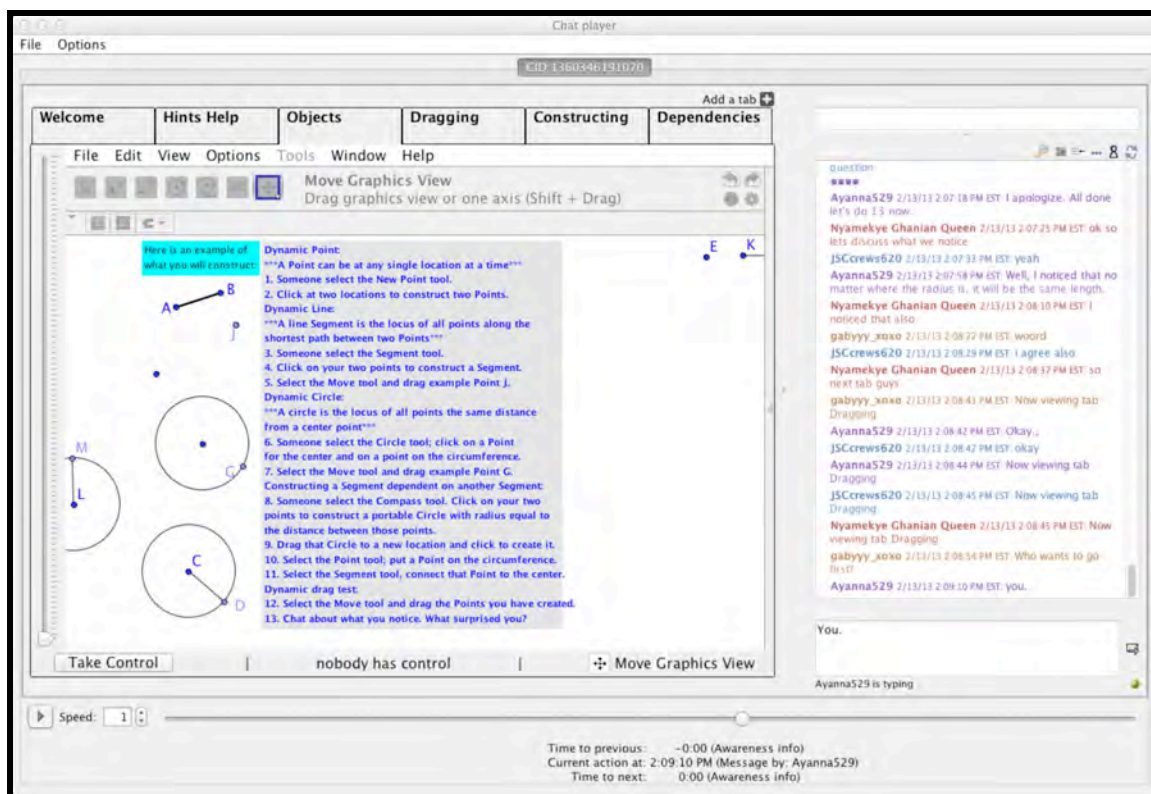 Chat player
File Options
CID:1360346191070
Add a tab
Welcome Hints Help Objects Dragging Constructing Dependencies
File Edit View Options Tools Window Help
Move Graphics View
Drag graphics view or one axis (Shift + Drag)
Here is an example of
what you will construct:
A
B
J
G
M
L
C
D
E
K
Dynamic Point:
***A Point can be at any single location at a time***
1. Someone select the New Point tool.
2. Click at two locations to construct two Points.
Dynamic Line:
***A line Segment is the locus of all points along the
shortest path between two Points***
3. Someone select the Segment tool.
4. Click on your two points to construct a Segment.
5. Select the Move tool and drag example Point J.
Dynamic Circle:
***A circle is the locus of all points the same distance
from a center point***
6. Someone select the Circle tool; click on a Point
for the center and on a point on the circumference.
7. Select the Move tool and drag example Point G.
Constructing a Segment dependent on another Segment:
8. Someone select the Compass tool. Click on your two
points to construct a portable Circle with radius equal to
the distance between those points.
9. Drag that Circle to a new location and click to create it.
10. Select the Point tool; put a Point on the circumference.
11. Select the Segment tool, connect that Point to the center.
Dynamic drag test:
12. Select the Move tool and drag the Points you have created.
13. Chat about what you notice. What surprised you?
Take Control | nobody has control | Move Graphics View
question
****
Ayanna529 2/13/13 2:07:18 PM EST: I apologize. All done
let's do 13 now.
Nyamekye Ghanian Queen 2/13/13 2:07:25 PM EST: ok so
lets discuss what we notice
JSCcrews620 2/13/13 2:07:33 PM EST: yeah
Ayanna529 2/13/13 2:07:58 PM EST: Well, I noticed that no
matter where the radius is, it will be the same length.
Nyamekye Ghanian Queen 2/13/13 2:08:10 PM EST: I
noticed that also
gabyyy_xoxo 2/13/13 2:08:27 PM EST: woord
JSCcrews620 2/13/13 2:08:29 PM EST: i agree also
Nyamekye Ghanian Queen 2/13/13 2:08:37 PM EST: so
next tab guys
gabyyy_xoxo 2/13/13 2:08:43 PM EST: Now viewing tab
Dragging
Ayanna529 2/13/13 2:08:42 PM EST: Okay.,
JSCcrews620 2/13/13 2:08:42 PM EST: okay
Ayanna529 2/13/13 2:08:44 PM EST: Now viewing tab
Dragging
JSCcrews620 2/13/13 2:08:45 PM EST: Now viewing tab
Dragging
Nyamekye Ghanian Queen 2/13/13 2:08:45 PM EST: Now
viewing tab Dragging
gabyyy_xoxo 2/13/13 2:08:54 PM EST: Who wants to go
first?
Ayanna529 2/13/13 2:09:10 PM EST: you.
You.
Ayanna529 is typing
Speed: 1
Time to previous: -0:00 (Awareness info)
Current action at: 2:09:10 PM (Message by: Ayanna529)
Time to next: 0:00 (Awareness info)